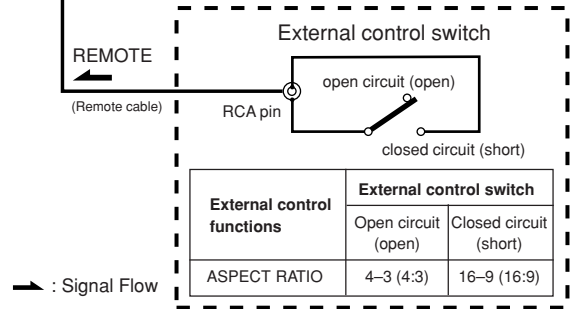 External control switch
REMOTE
open circuit (open)
(Remote cable)
RCA pin
closed circuit (short)
External control functions
External control switch
Open circuit (open)
Closed circuit (short)
ASPECT RATIO
4–3 (4:3)
16–9 (16:9)
: Signal Flow